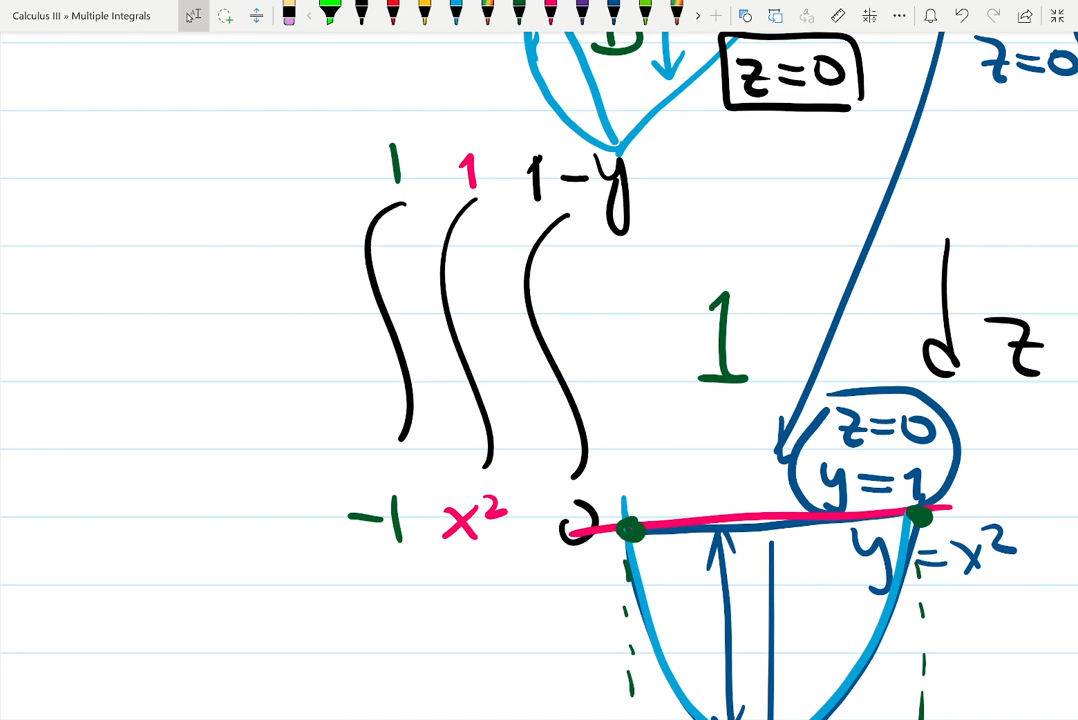 Calculus III » Multiple Integrals
D
z=0
z=0
1 1 1-y
1 dz
z=0
y=1
-1 x² 0
y=x²